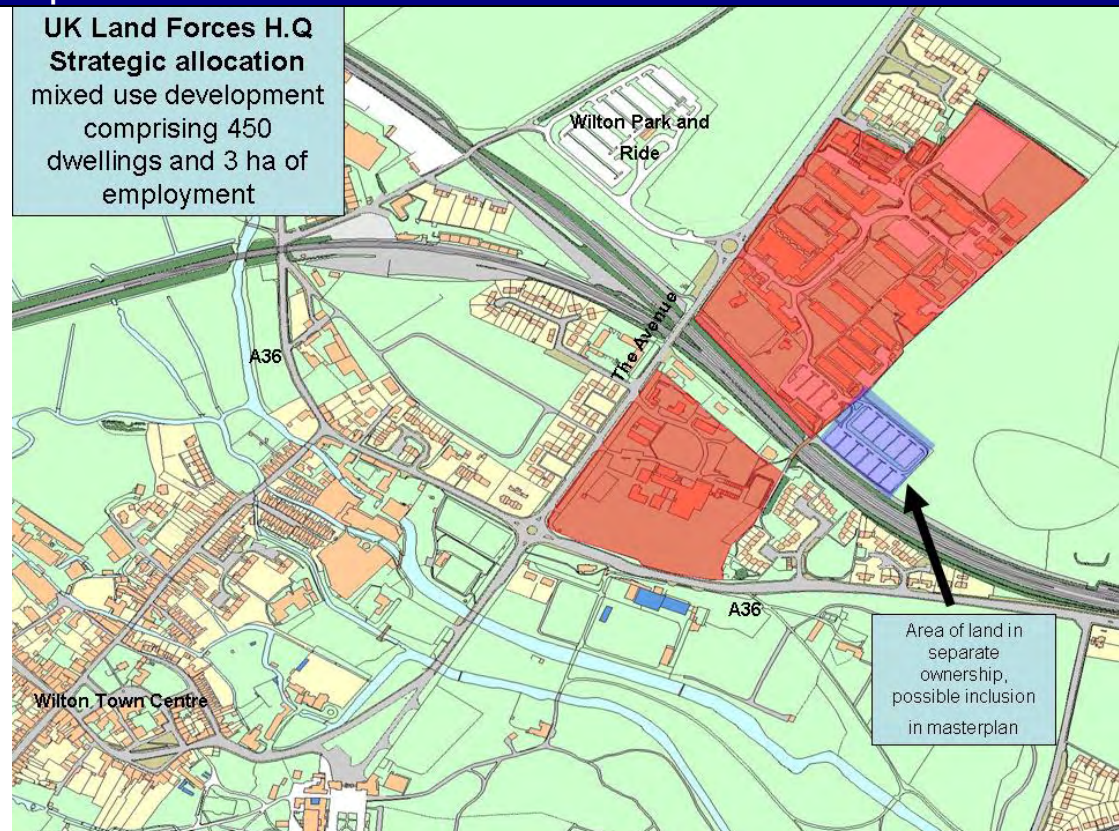 UK Land Forces H.Q
Strategic allocation
mixed use development
comprising 450
dwellings and 3 ha of
employment
Wilton Park and
Ride
The Avenue
A36
A36
Wilton Town Centre
Area of land in
separate
ownership,
possible inclusion
in masterplan